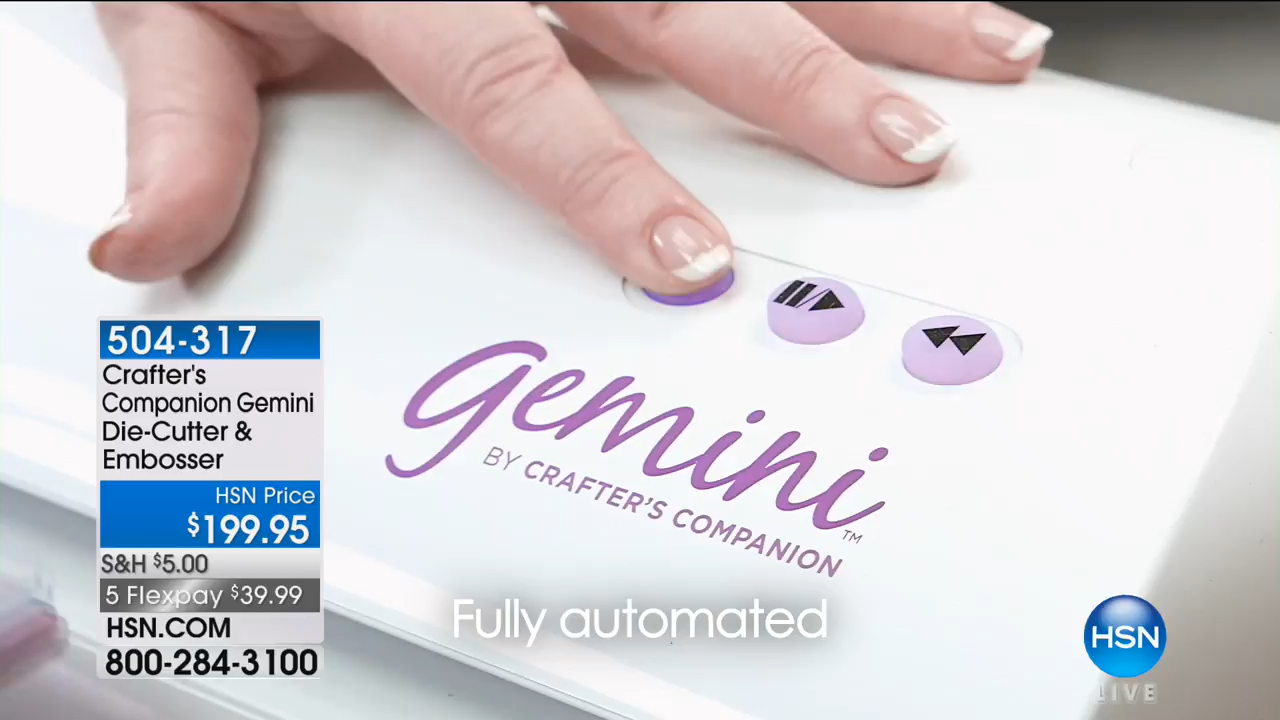 gemini
TM
BY CRAFTER'S COMPANION
504-317
Crafter's
Companion Gemini
Die-Cutter &
Embosser
HSN Price
$199.95
S&H $5.00
5 Flexpay $39.99
HSN.COM
800-284-3100
Fully automated
HSN
LIVE